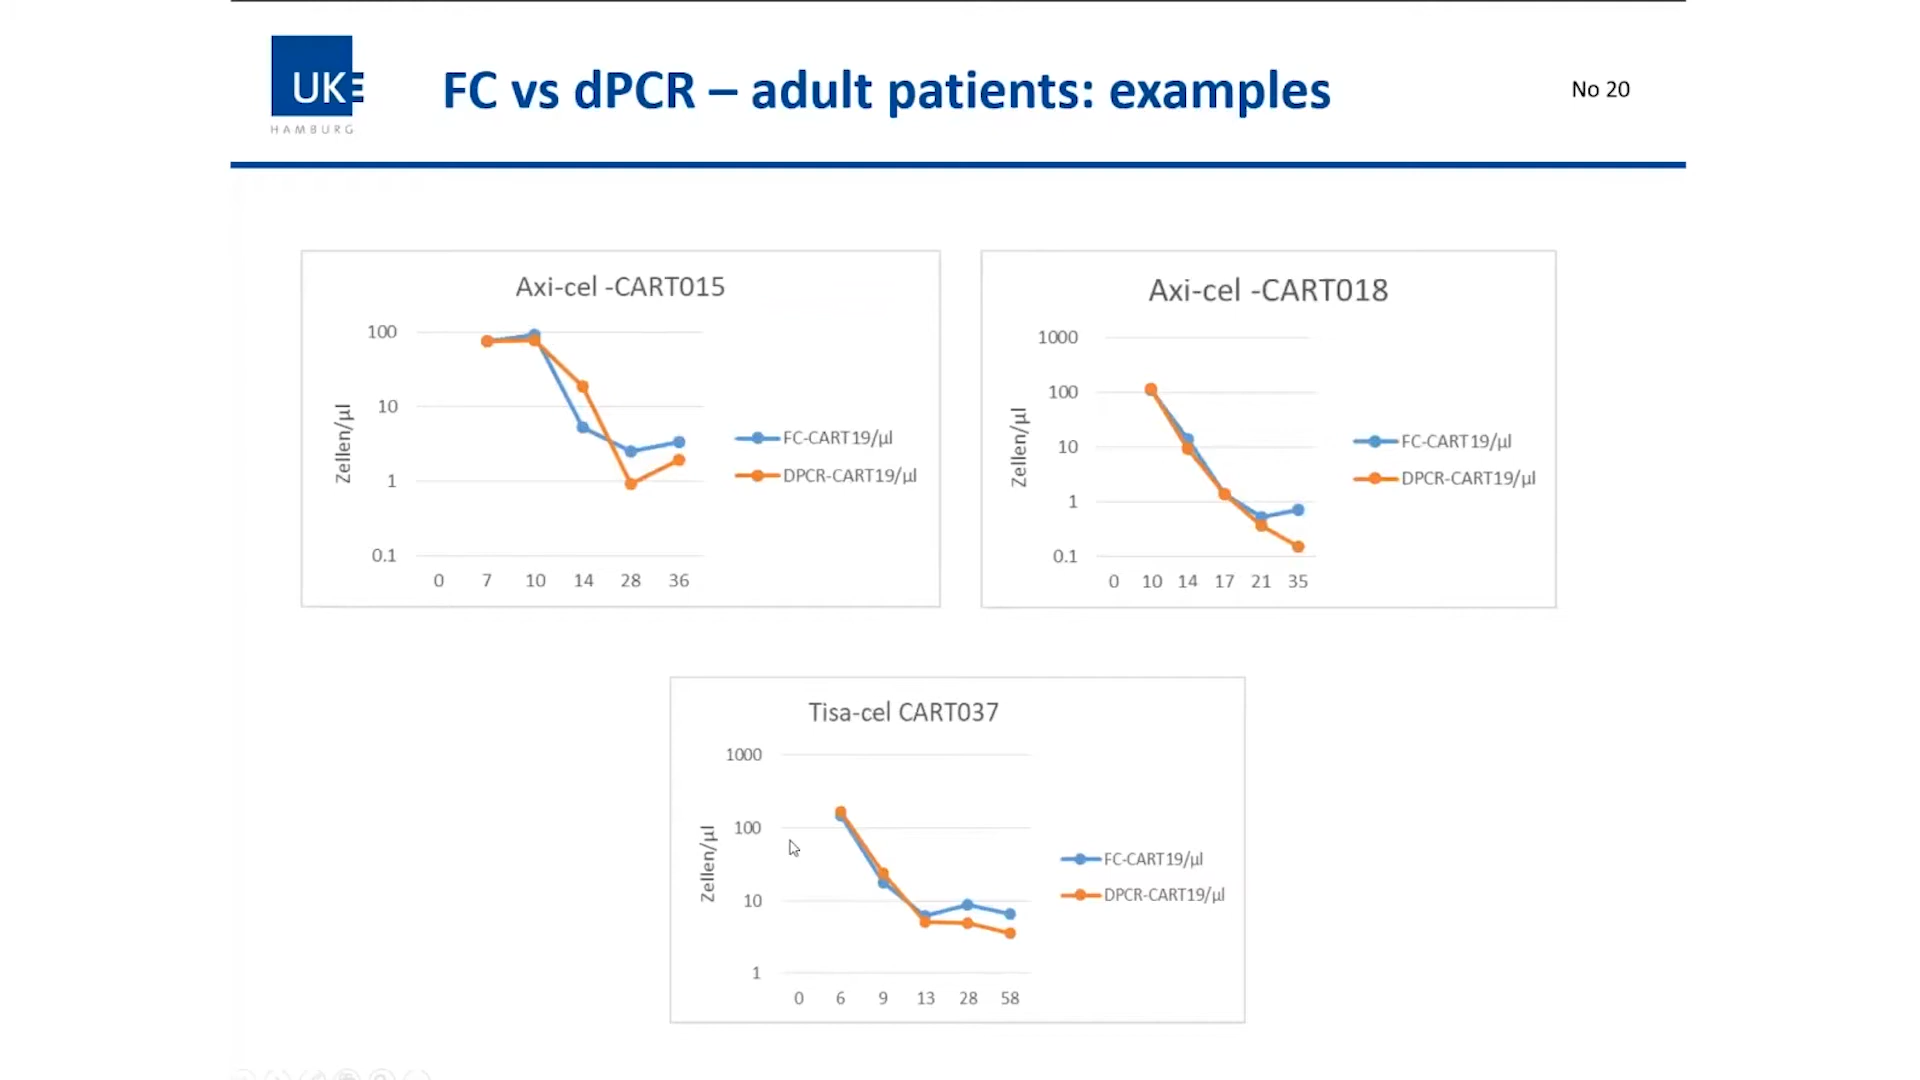 UKE
HAMBURG
FC vs dPCR – adult patients: examples
No 20
Axi-cel -CART015
100
10
1
0.1
Zellen/µl
0 7 10 14 28 36
FC-CART19/µl
DPCR-CART19/µl
Axi-cel -CART018
1000
100
10
1
0.1
Zellen/µl
0 10 14 17 21 35
FC-CART19/µl
DPCR-CART19/µl
Tisa-cel CART037
1000
100
10
1
Zellen/µl
0 6 9 13 28 58
FC-CART19/µl
DPCR-CART19/µl